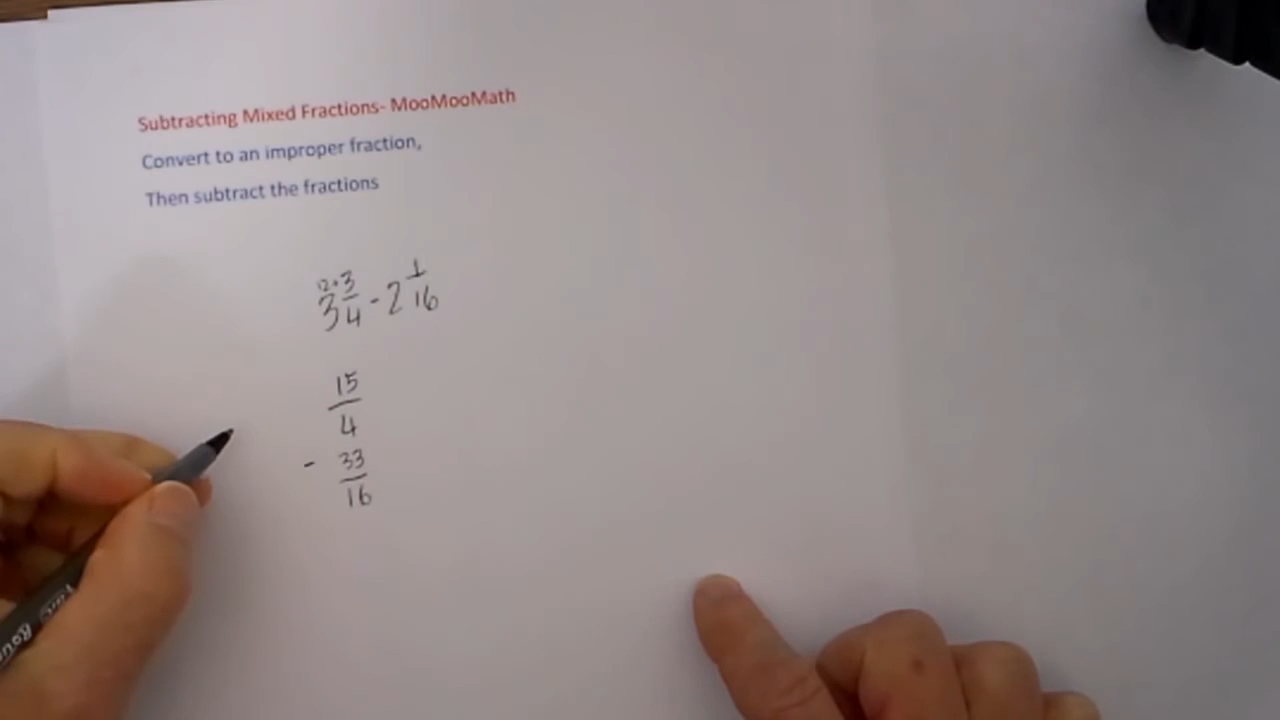 Subtracting Mixed Fractions- MooMooMath
Convert to an improper fraction,
Then subtract the fractions
12+3 1
3 4 - 2 16
15
4
- 33
16